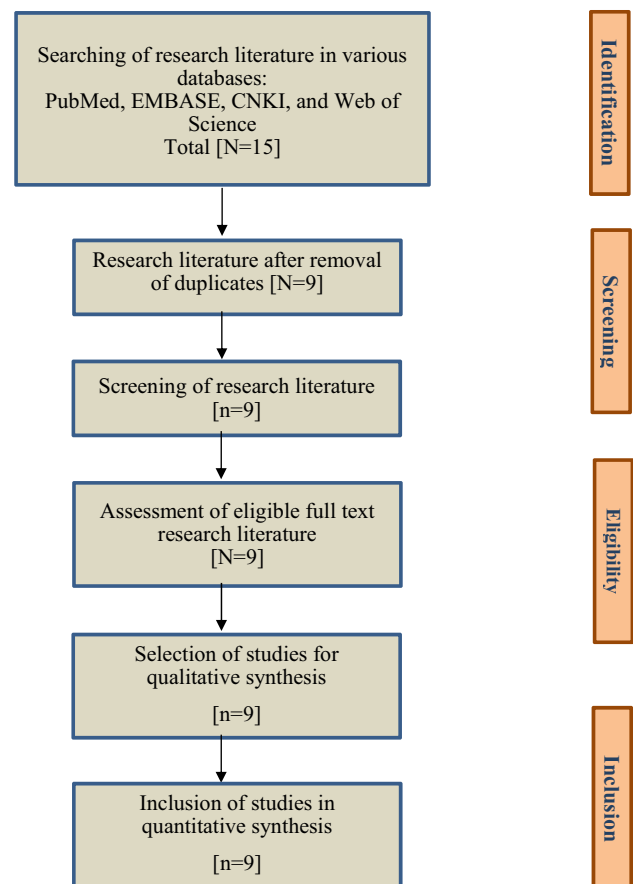 Searching of research literature in various
databases:
PubMed, EMBASE, CNKI, and Web of
Science
Total [N=15]
Identification
Research literature after removal
of duplicates [N=9]
Screening
Screening of research literature
[n=9]
Assessment of eligible full text
research literature
[N=9]
Eligibility
Selection of studies for
qualitative synthesis
[n=9]
Inclusion of studies in
quantitative synthesis
[n=9]
Inclusion